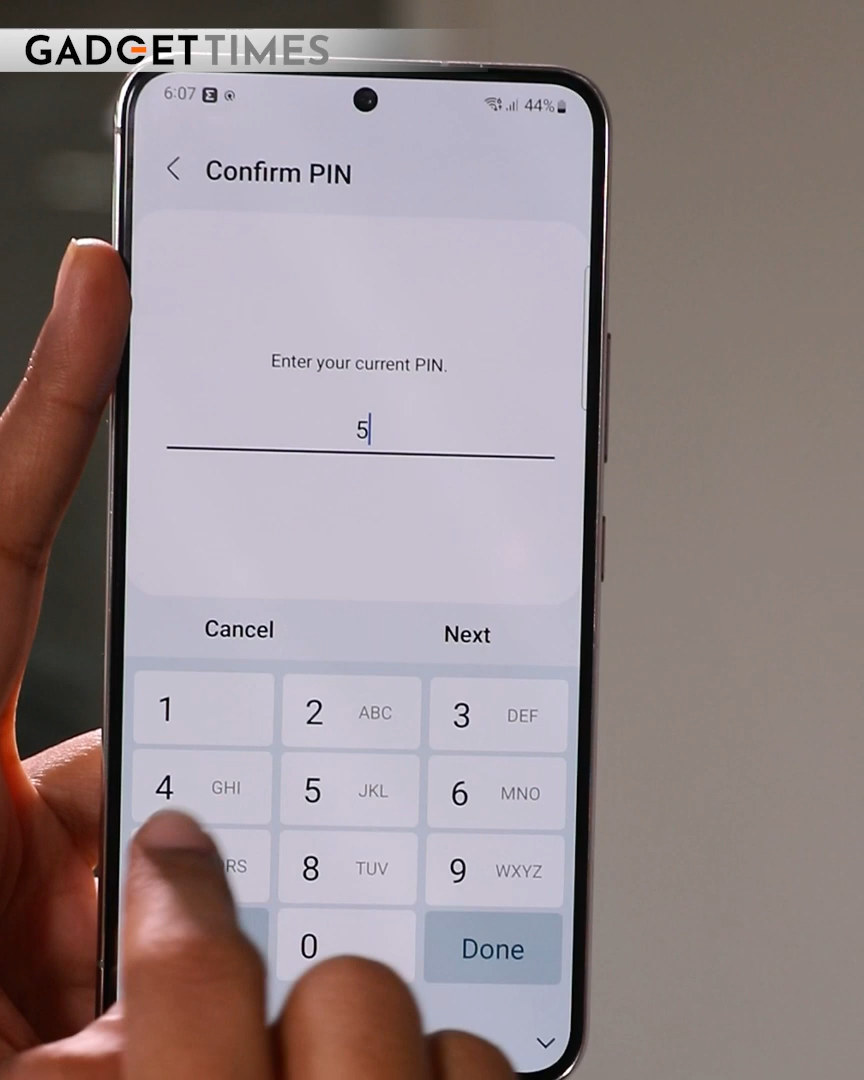 GADGETTIMES
6:07 44%
Confirm PIN
Enter your current PIN.
5
Cancel Next
1 2 ABC 3 DEF
4 GHI 5 JKL 6 MNO
RS 8 TUV 9 WXYZ
0 Done